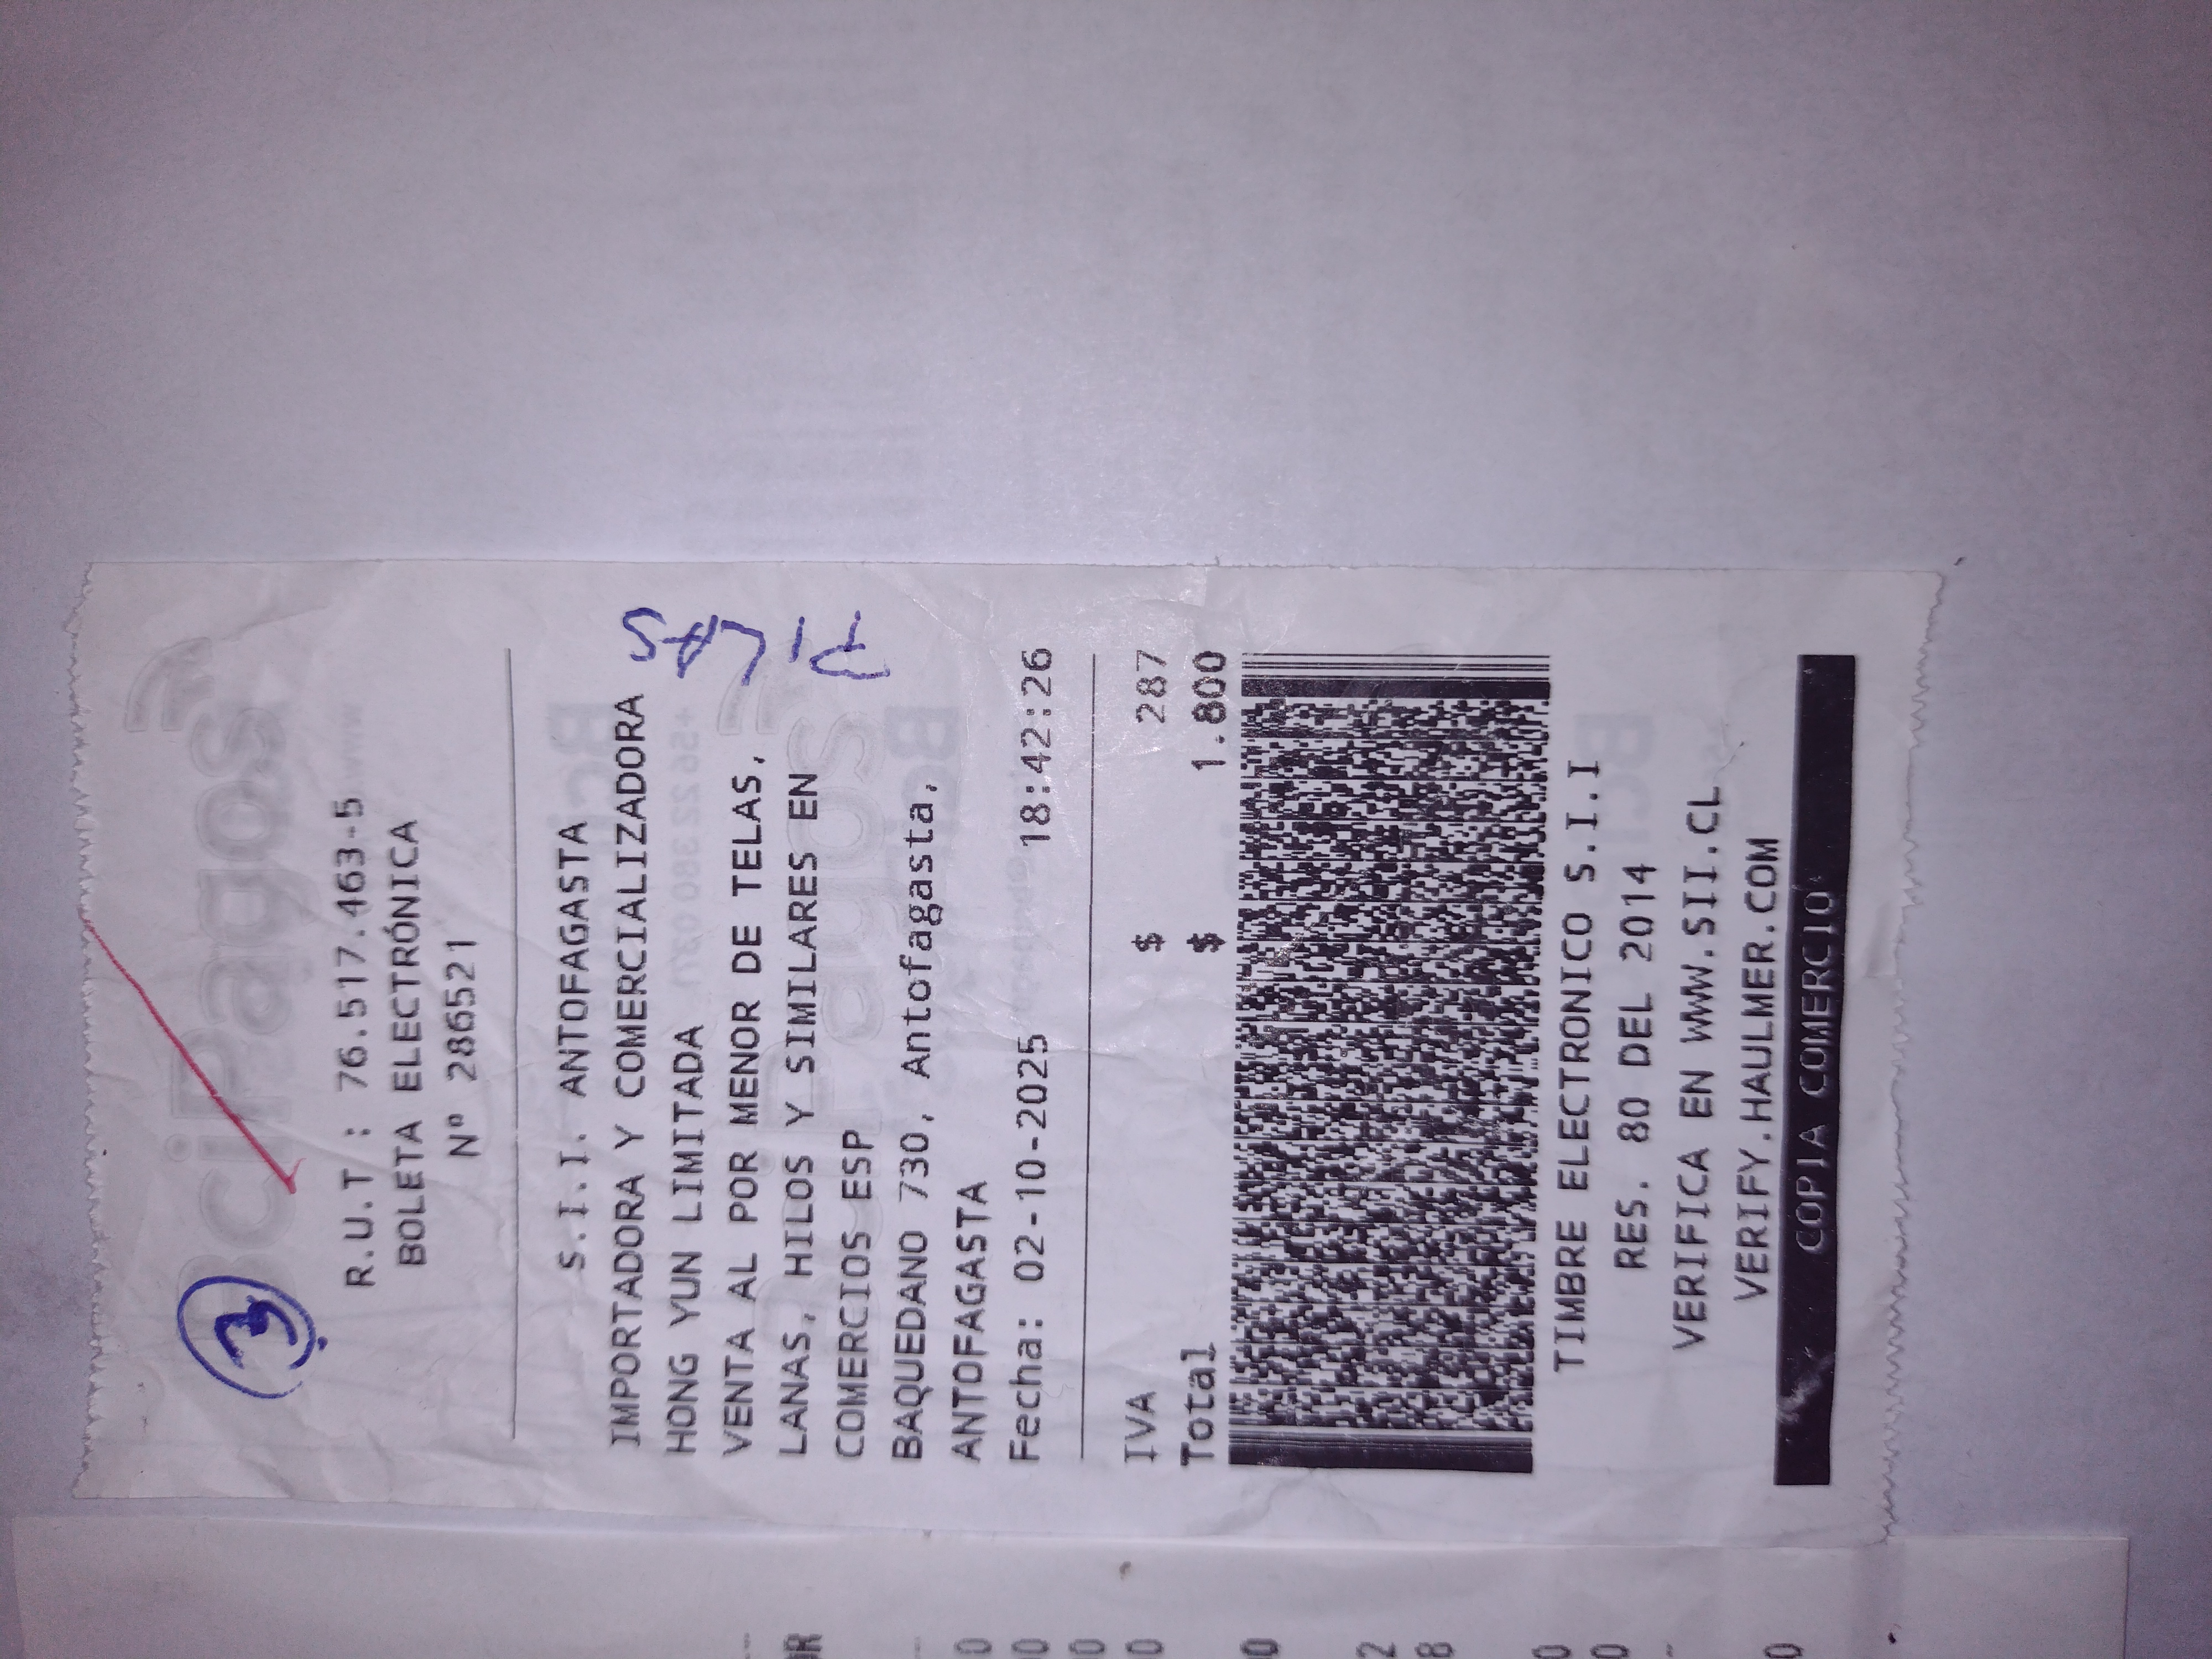 BciPagos
3
R.U.T : 76.517.463-5
BOLETA ELECTRÓNICA
Nº 286521
S.I.I. ANTOFAGASTA
IMPORTADORA Y COMERCIALIZADORA
HONG YUN LIMITADA
PILAS
VENTA AL POR MENOR DE TELAS,
LANAS, HILOS Y SIMILARES EN
COMERCIOS ESP
BAQUEDANO 730, Antofagasta,
ANTOFAGASTA
Fecha: 02-10-2025 18:42:26
IVA $ 287
Total $ 1.800
TIMBRE ELECTRONICO S.I.I
RES. 80 DEL 2014
VERIFICA EN WWW.SII.CL
VERIFY.HAULMER.COM
COPIA COMERCIO